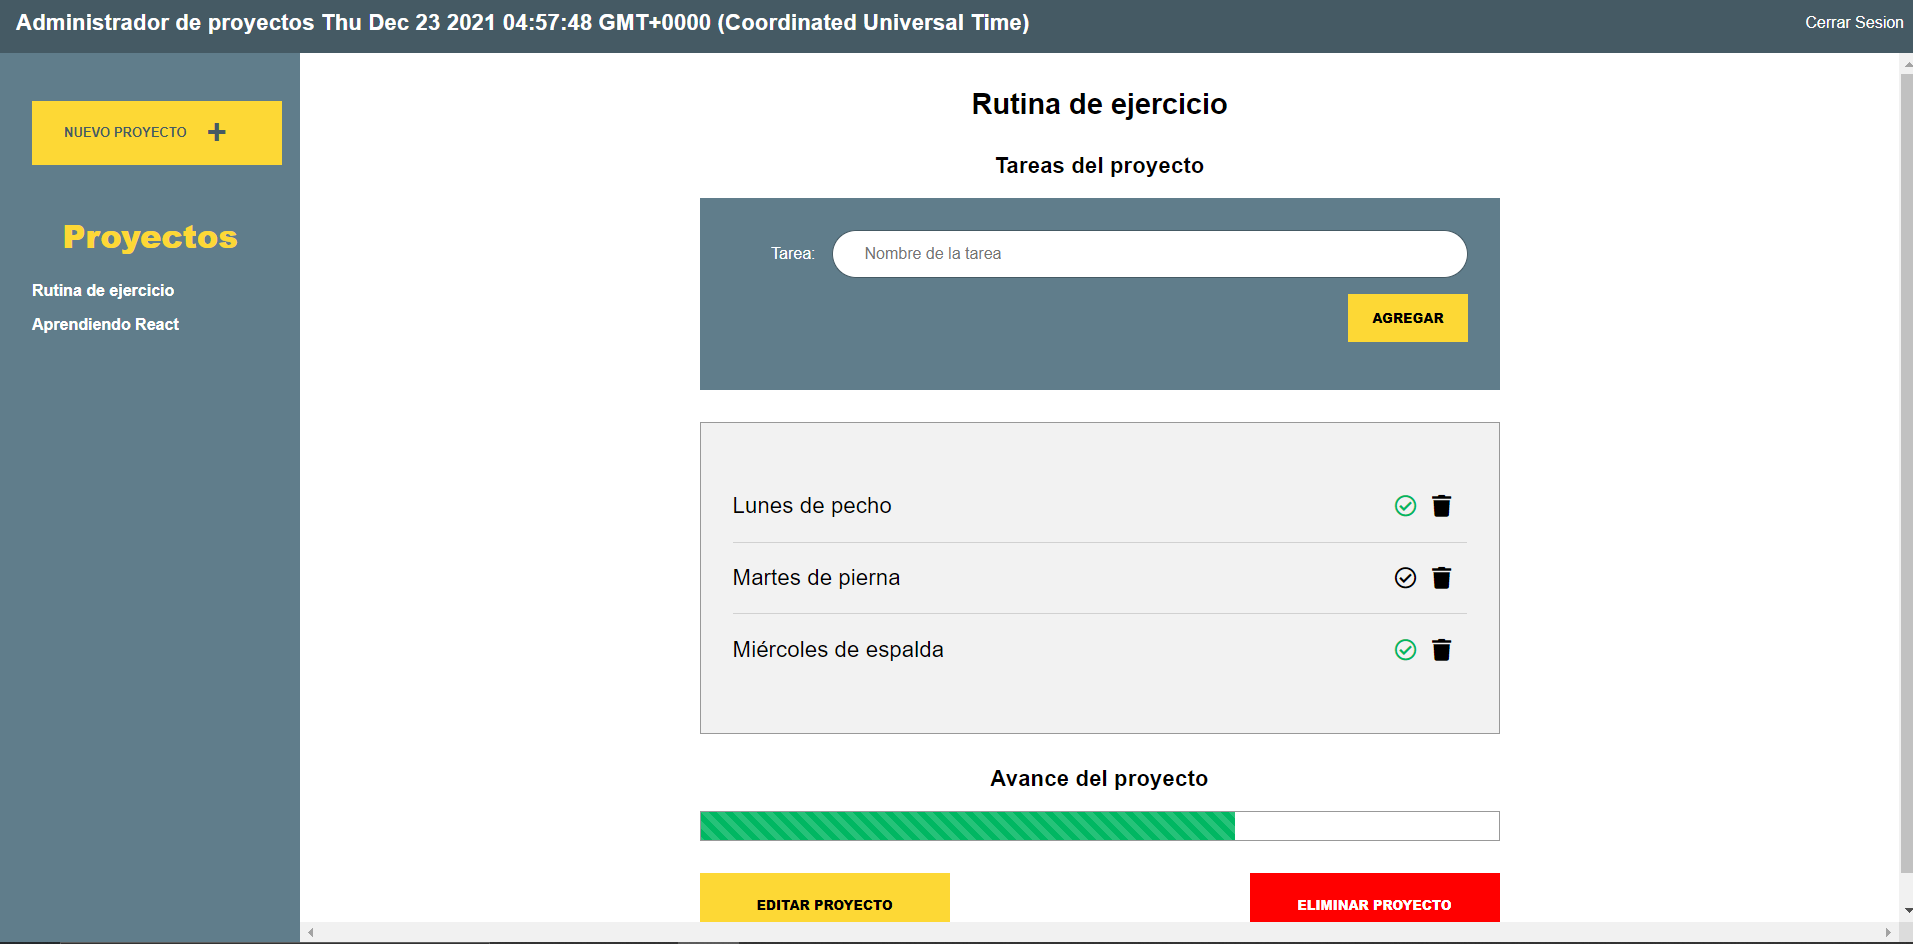 Administrador de proyectos Thu Dec 23 2021 04:57:48 GMT+0000 (Coordinated Universal Time)
Cerrar Sesion
NUEVO PROYECTO +
Proyectos
Rutina de ejercicio
Aprendiendo React
Rutina de ejercicio
Tareas del proyecto
Tarea:
Nombre de la tarea
AGREGAR
Lunes de pecho
Martes de pierna
Miércoles de espalda
Avance del proyecto
EDITAR PROYECTO
ELIMINAR PROYECTO